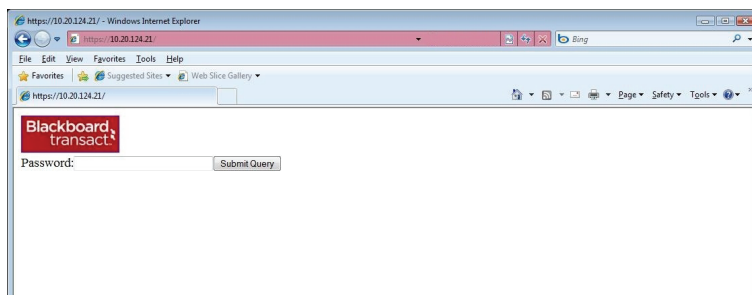 https://10.20.124.21/ - Windows Internet Explorer
https://10.20.124.21/
Bing
File Edit View Favorites Tools Help
Favorites Suggested Sites Web Slice Gallery
https://10.20.124.21/
Page Safety Tools
Blackboard
transact
Password:
Submit Query